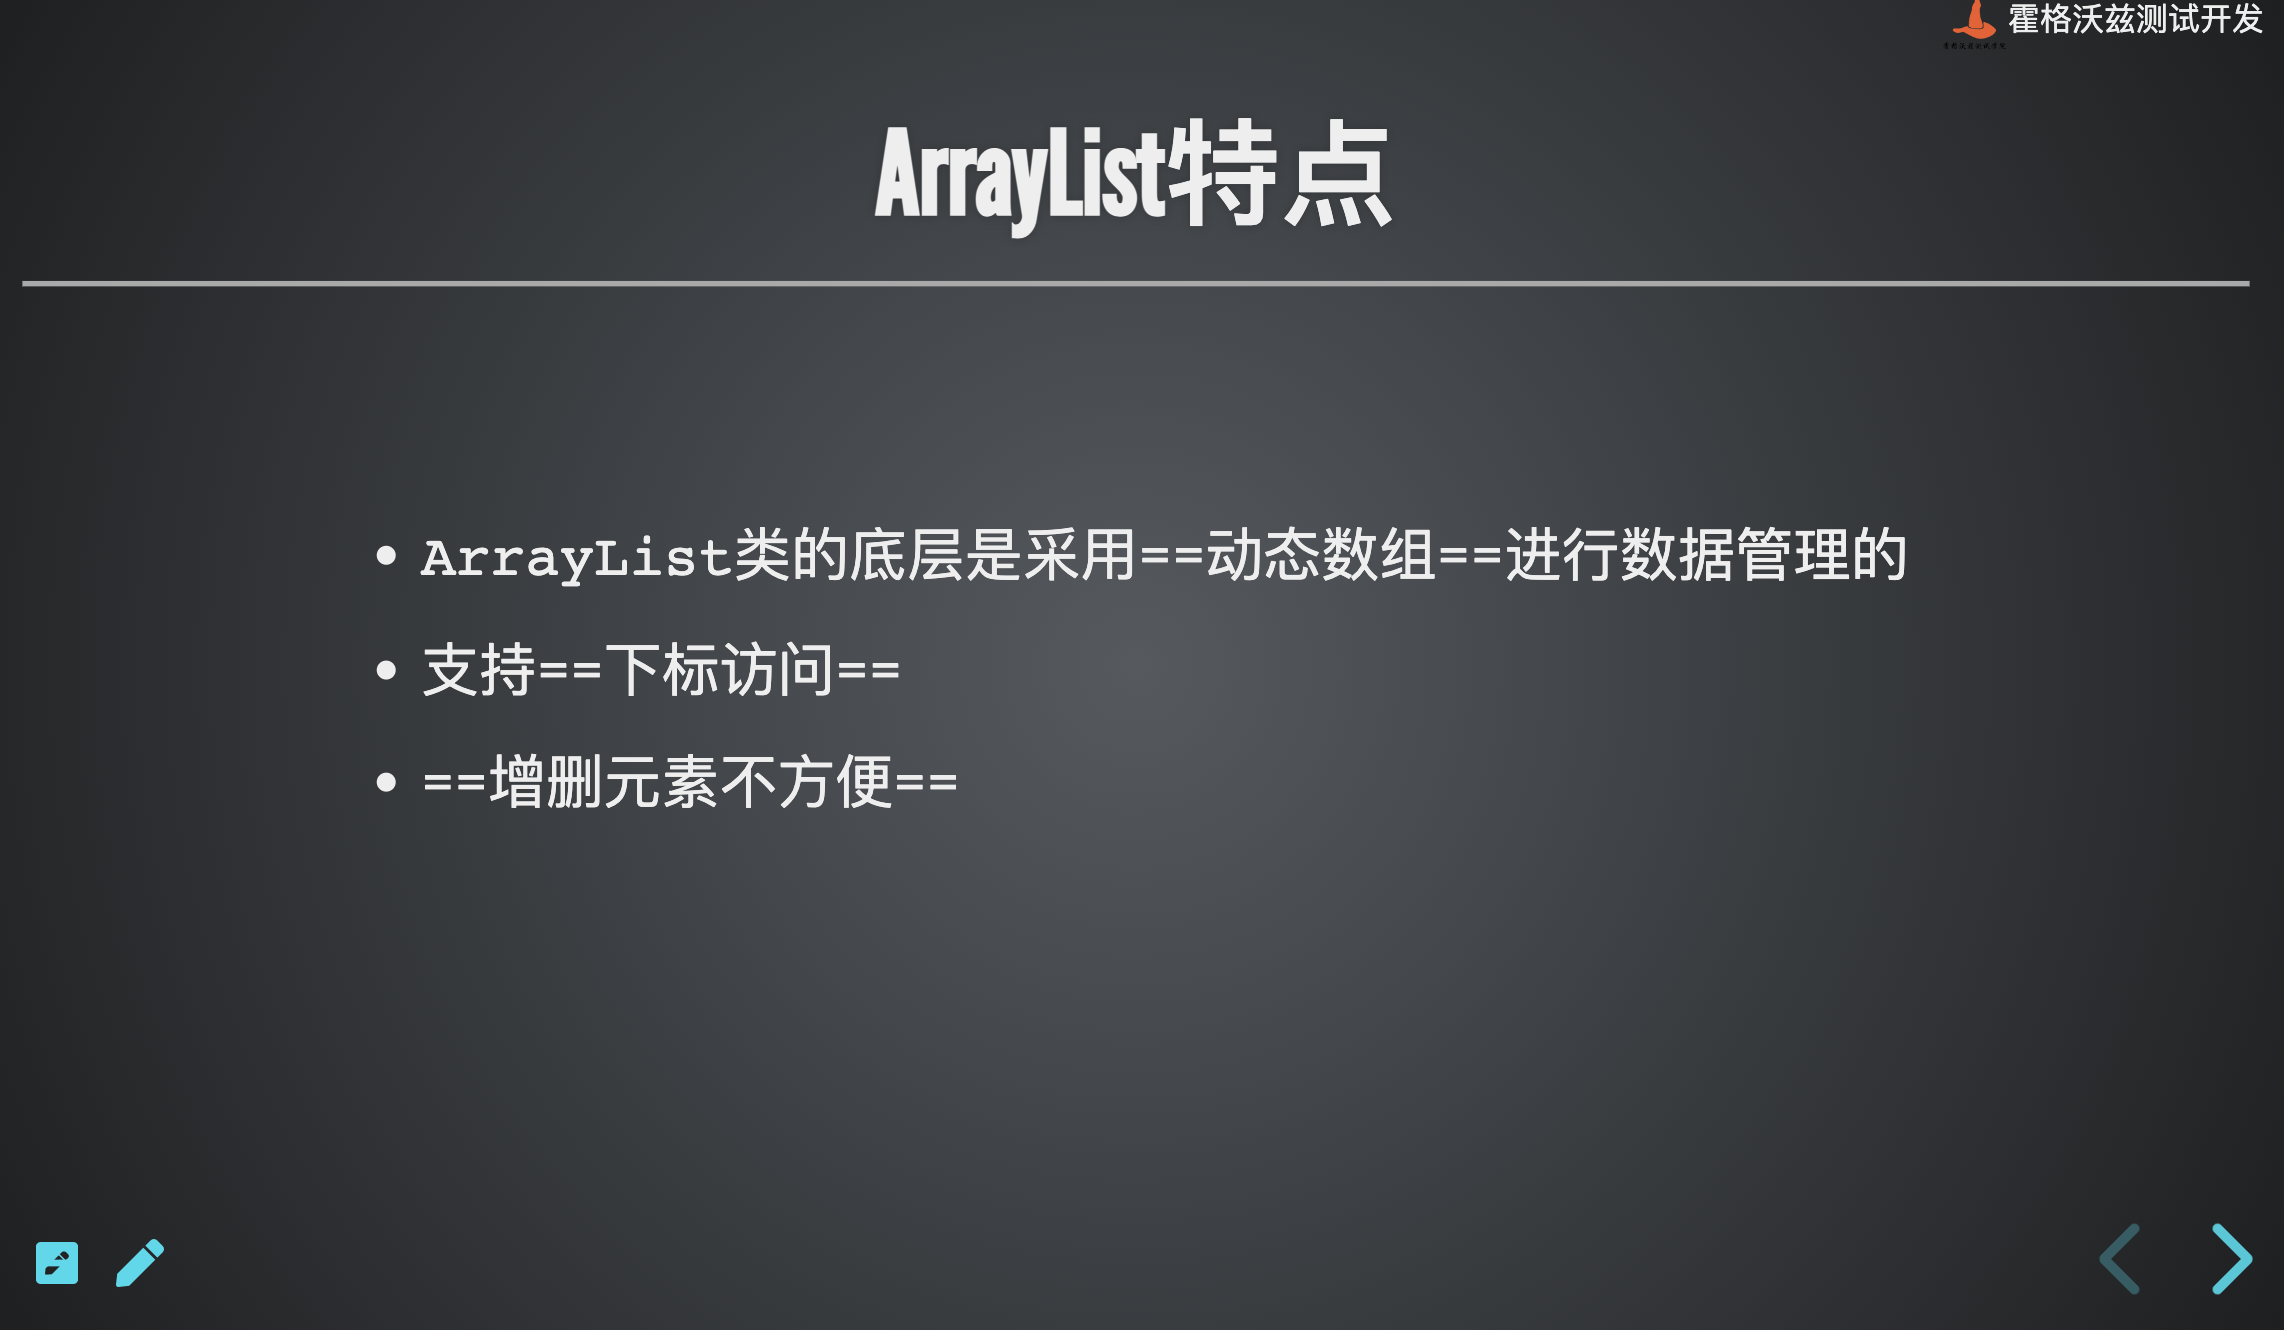 霍格沃兹测试开发
ArrayList特点
ArrayList类的底层是采用==动态数组==进行数据管理的
支持==下标访问==
==增删元素不方便==